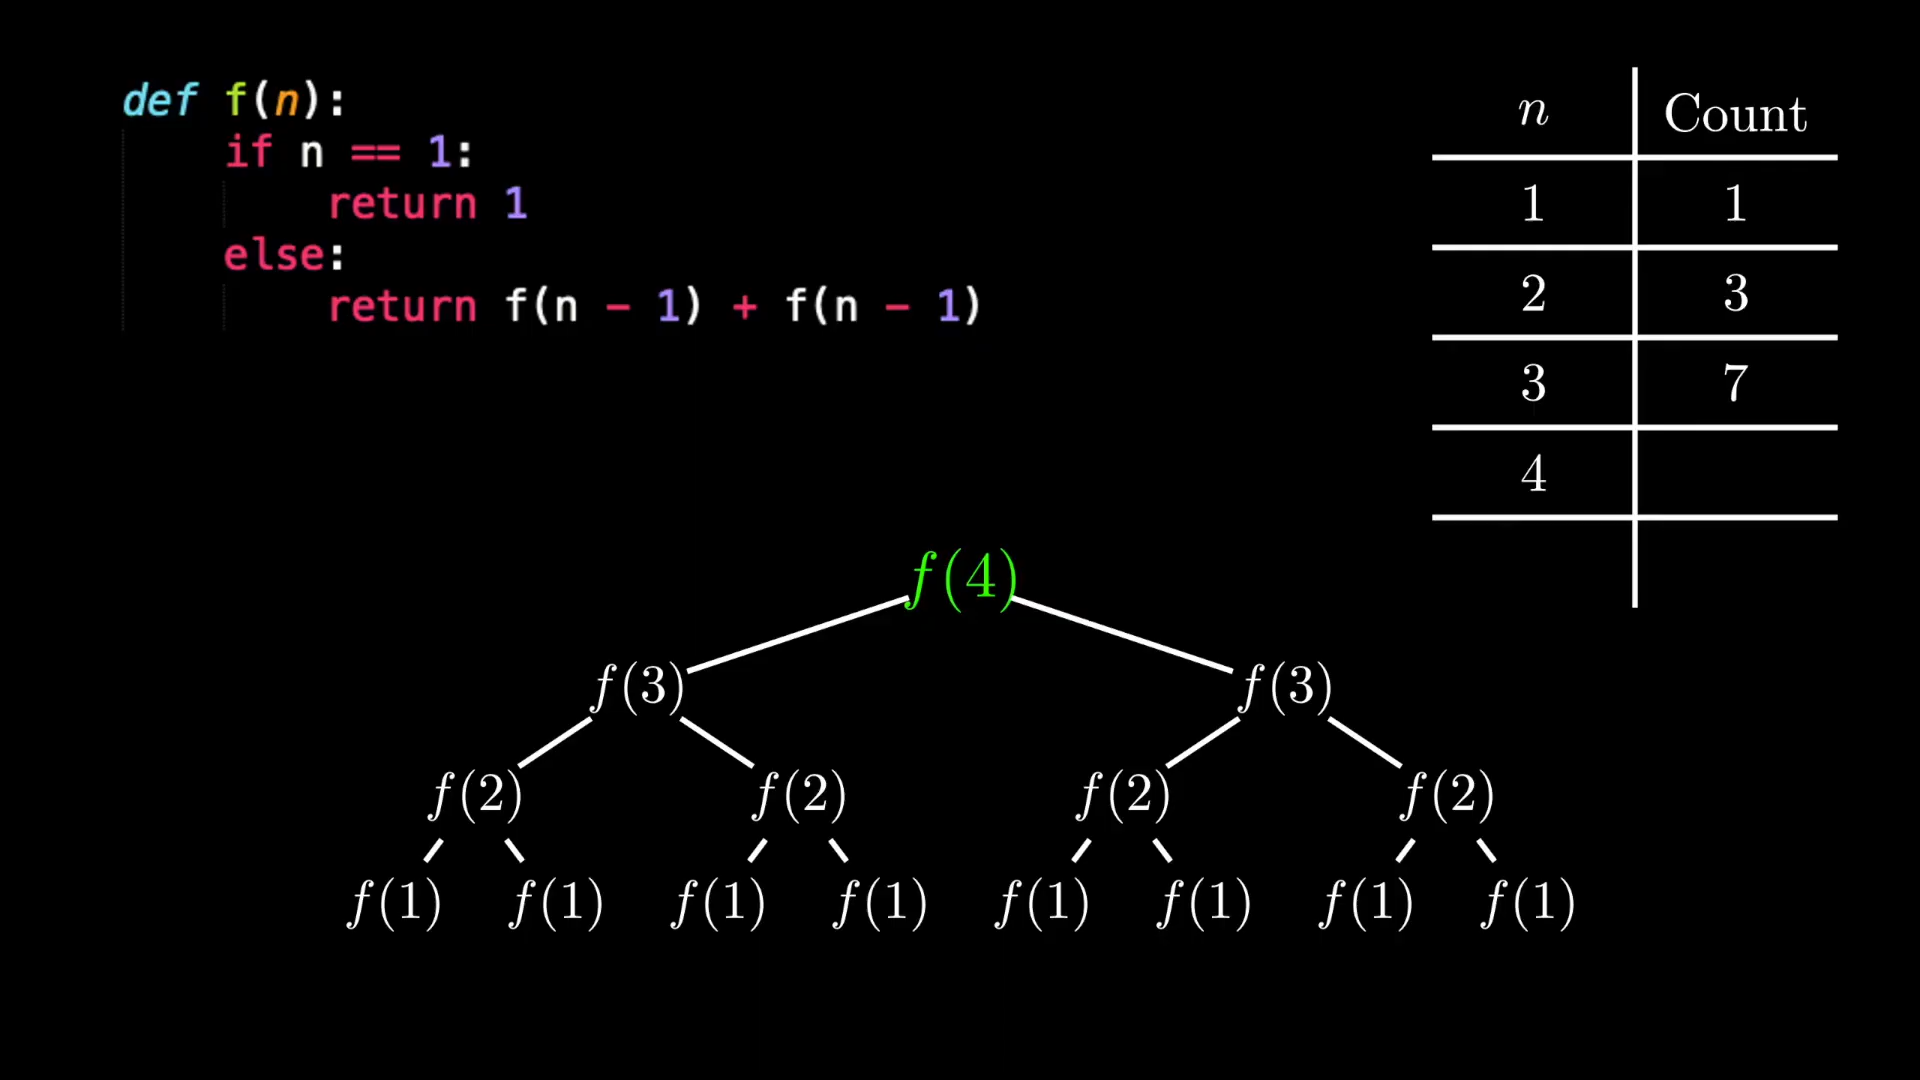 def f(n):
    if n == 1:
        return 1
    else:
        return f(n - 1) + f(n - 1)
n Count
1 1
2 3
3 7
4
f(4)
f(3) f(3)
f(2) f(2) f(2) f(2)
f(1) f(1) f(1) f(1) f(1) f(1) f(1) f(1)